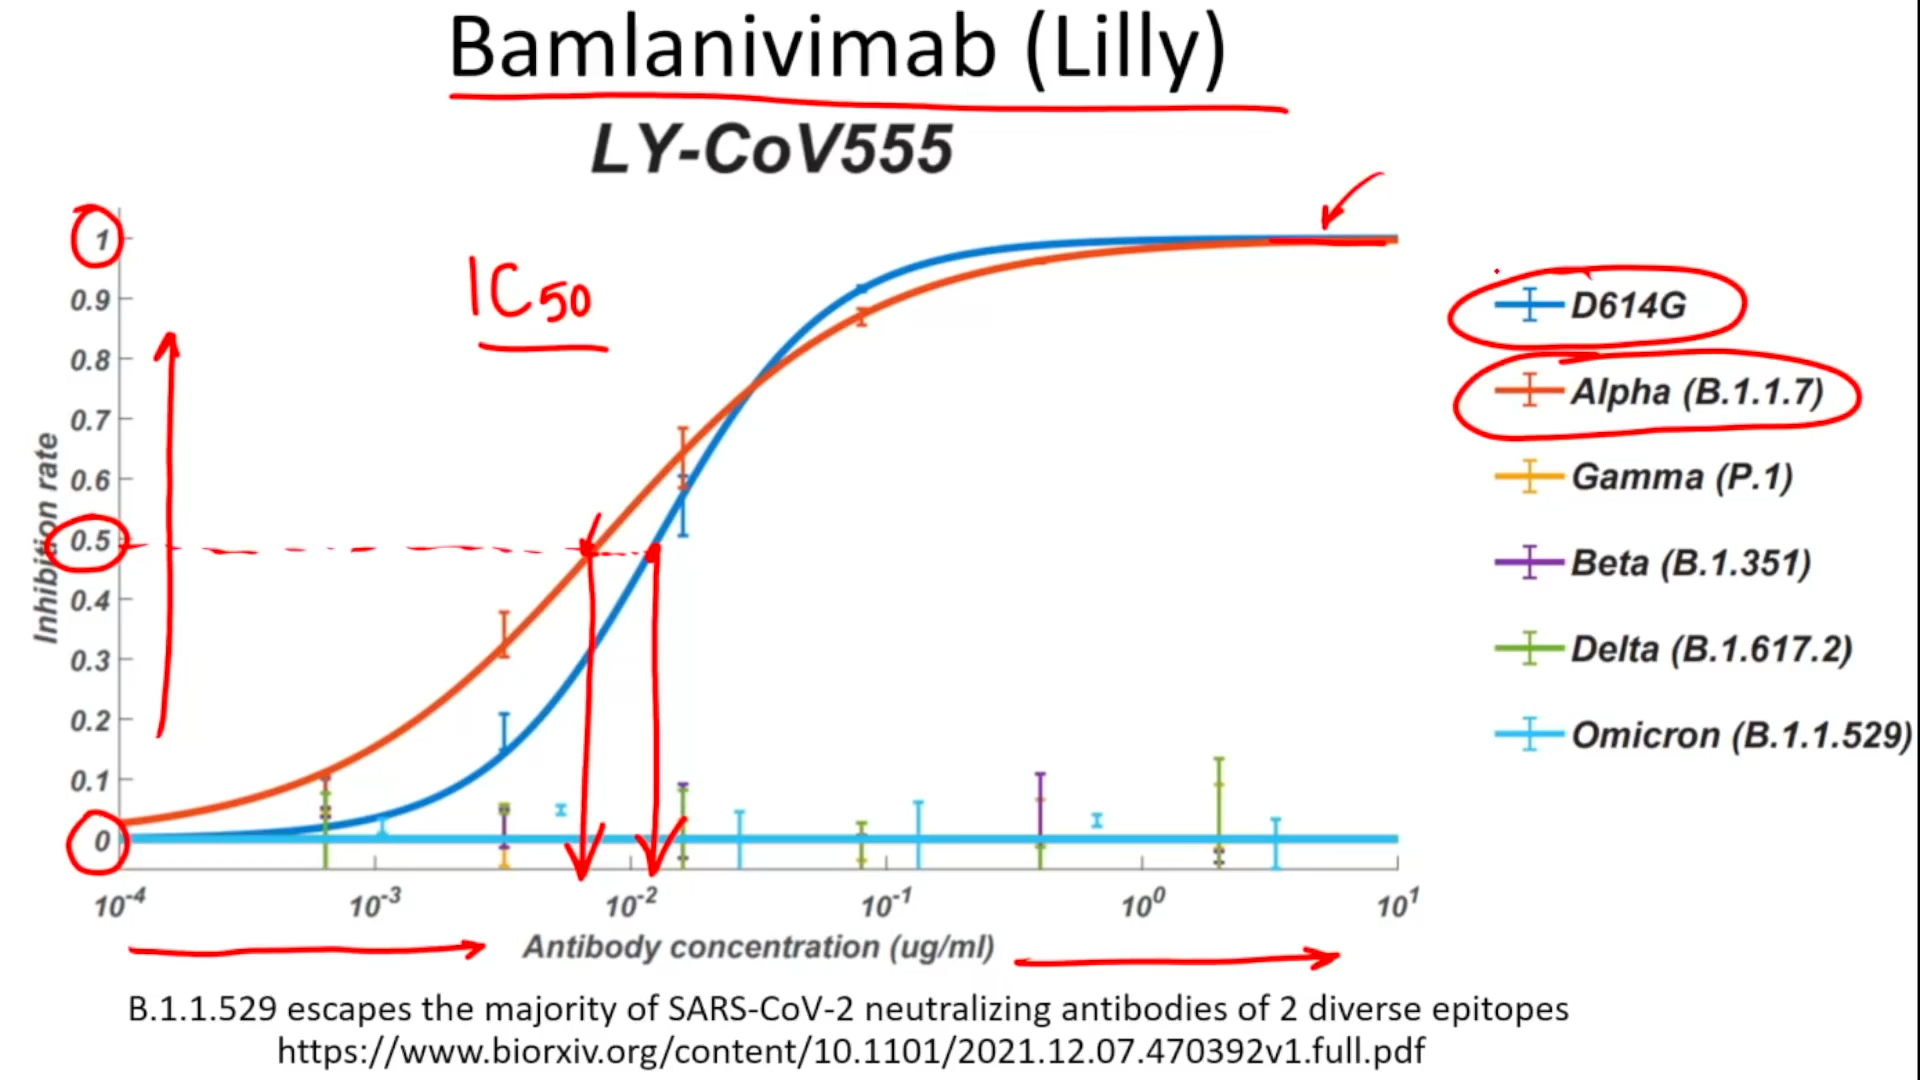 Bamlanivimab (Lilly)
LY-CoV555
IC50
Inhibition rate
1
0.9
0.8
0.7
0.6
0.5
0.4
0.3
0.2
0.1
0
10-4
10-3
10-2
10-1
100
101
Antibody concentration (ug/ml)
D614G
Alpha (B.1.1.7)
Gamma (P.1)
Beta (B.1.351)
Delta (B.1.617.2)
Omicron (B.1.1.529)
B.1.1.529 escapes the majority of SARS-CoV-2 neutralizing antibodies of 2 diverse epitopes
https://www.biorxiv.org/content/10.1101/2021.12.07.470392v1.full.pdf